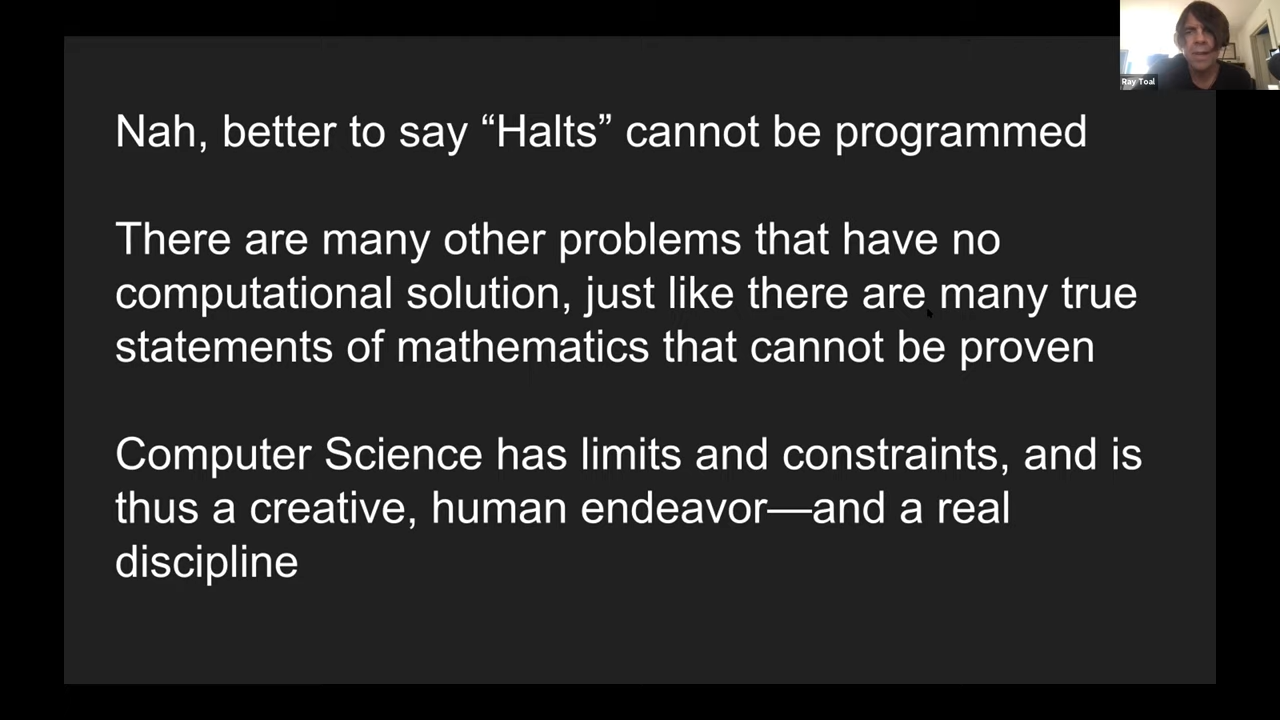 Ray Toal
Nah, better to say “Halts” cannot be programmed
There are many other problems that have no
computational solution, just like there are many true
statements of mathematics that cannot be proven
Computer Science has limits and constraints, and is
thus a creative, human endeavor—and a real
discipline